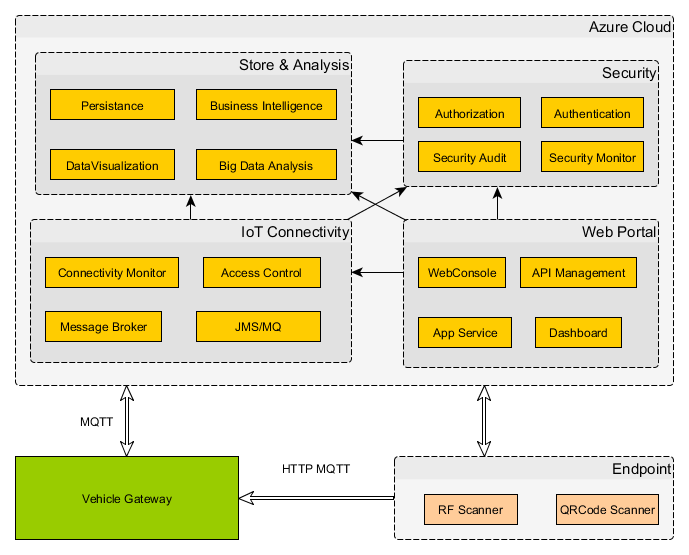 Azure Cloud
Store & Analysis
Persistance
Business Intelligence
DataVisualization
Big Data Analysis
Security
Authorization
Authentication
Security Audit
Security Monitor
IoT Connectivity
Connectivity Monitor
Access Control
Message Broker
JMS/MQ
Web Portal
WebConsole
API Management
App Service
Dashboard
MQTT
Vehicle Gateway
HTTP MQTT
Endpoint
RF Scanner
QRCode Scanner